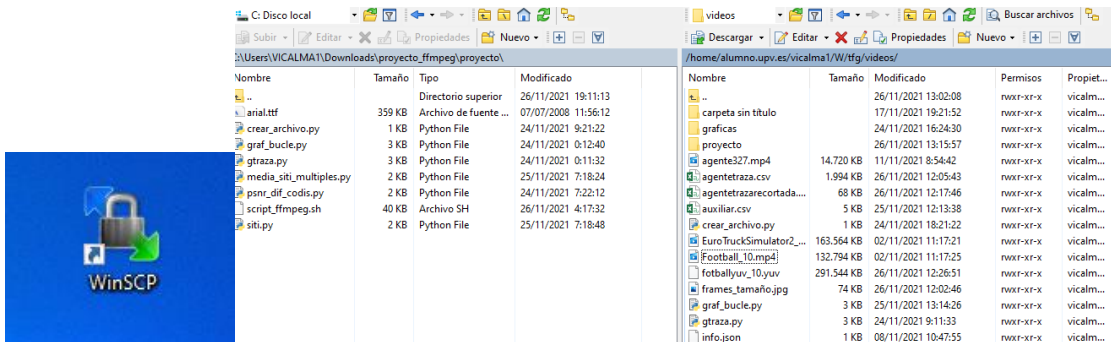 C: Disco local
Subir Editar Propiedades Nuevo
C:\Users\VICALMA1\Downloads\proyecto_ffmpeg\proyecto\
Nombre Tamaño Tipo Modificado
.. Directorio superior 26/11/2021 19:11:13
arial.ttf 359 KB Archivo de fuente ... 07/07/2008 11:56:12
crear_archivo.py 1 KB Python File 24/11/2021 9:21:22
graf_bucle.py 3 KB Python File 24/11/2021 0:12:40
gtraza.py 3 KB Python File 24/11/2021 0:11:32
media_siti_multiples.py 2 KB Python File 25/11/2021 7:18:24
psnr_dif_codis.py 2 KB Python File 24/11/2021 7:22:12
script_ffmpeg.sh 40 KB Archivo SH 26/11/2021 4:17:32
siti.py 2 KB Python File 25/11/2021 7:18:48
WinSCP
videos Buscar archivos
Descargar Editar Propiedades Nuevo
/home/alumno.upv.es/vicalma1/W/tfg/videos/
Nombre Tamaño Modificado Permisos Propiet...
.. 26/11/2021 13:02:08 rwxr-xr-x vicalm...
carpeta sin título 17/11/2021 19:21:52 rwxr-xr-x vicalm...
graficas 24/11/2021 16:24:30 rwxr-xr-x vicalm...
proyecto 26/11/2021 13:15:57 rwxr-xr-x vicalm...
agente327.mp4 14.720 KB 11/11/2021 8:54:42 rwxr-xr-x vicalm...
agentetraza.csv 1.994 KB 26/11/2021 12:05:43 rwxr-xr-x vicalm...
agentetrazarecortada.... 68 KB 26/11/2021 12:17:46 rwxr-xr-x vicalm...
auxiliar.csv 5 KB 25/11/2021 12:13:38 rwxr-xr-x vicalm...
crear_archivo.py 1 KB 24/11/2021 18:21:22 rwxr-xr-x vicalm...
EuroTruckSimulator2_... 163.564 KB 02/11/2021 11:17:21 rwxr-xr-x vicalm...
Football_10.mp4 132.794 KB 02/11/2021 11:17:25 rwxr-xr-x vicalm...
fotballyuv_10.yuv 291.544 KB 26/11/2021 12:26:51 rwxr-xr-x vicalm...
frames_tamaño.jpg 74 KB 26/11/2021 12:02:46 rwxr-xr-x vicalm...
graf_bucle.py 3 KB 25/11/2021 13:14:26 rwxr-xr-x vicalm...
gtraza.py 3 KB 24/11/2021 9:11:33 rwxr-xr-x vicalm...
info.json 1 KB 08/11/2021 10:47:55 rwxr-xr-x vicalm...